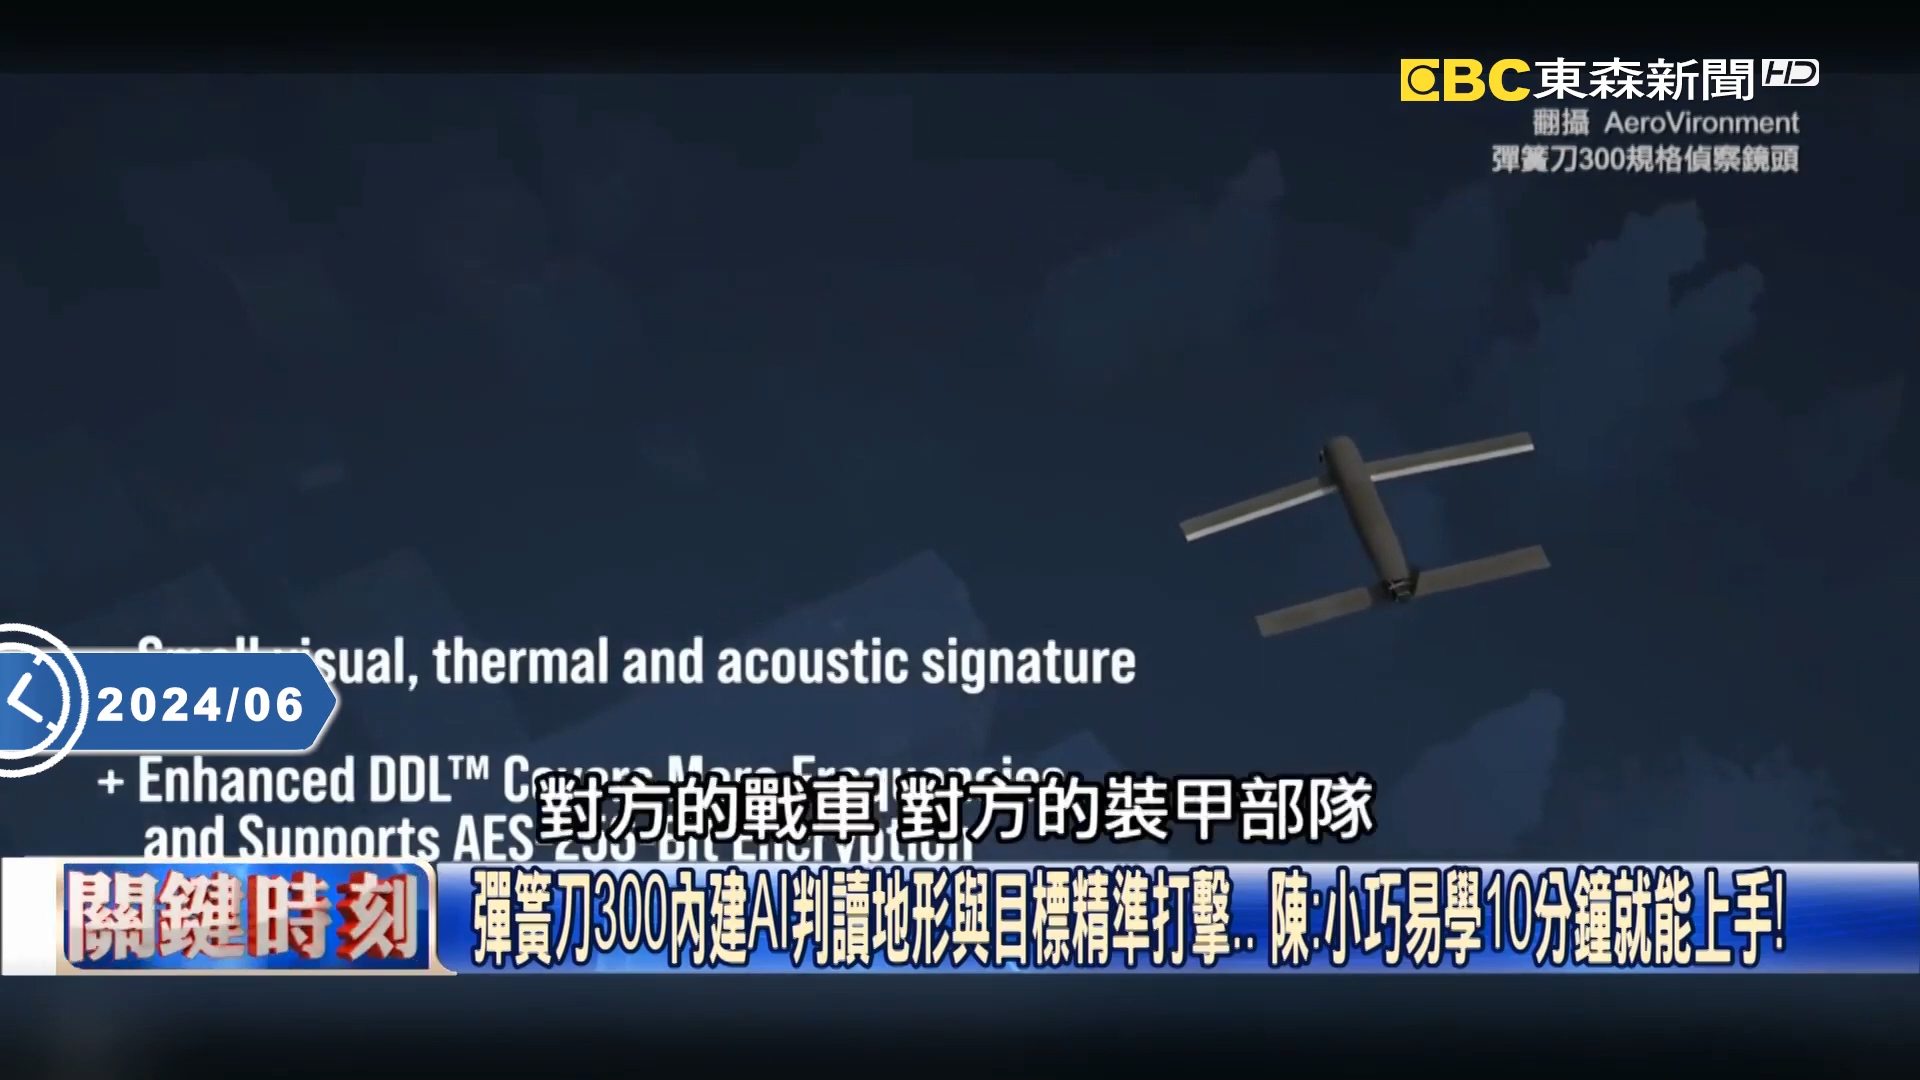 EBC東森新聞HD
翻攝 AeroVironment
彈簧刀300規格偵察鏡頭
visual, thermal and acoustic signature
2024/06
+ Enhanced DDL™
and Supports AES
對方的戰車 對方的裝甲部隊
關鍵時刻
彈簧刀300內建AI判讀地形與目標精準打擊.. 陳:小巧易學10分鐘就能上手!